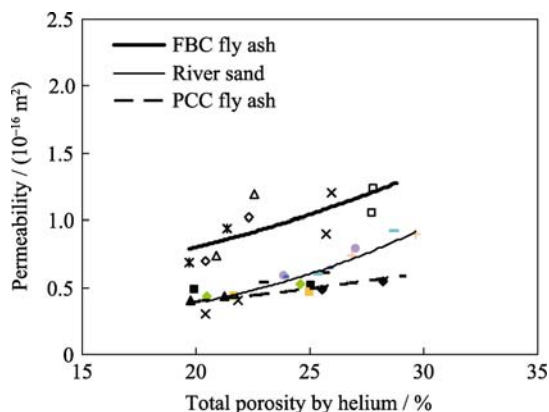 2.5
2.0
1.5
1.0
0.5
0
Permeability / (10⁻¹⁶ m²)
FBC fly ash
River sand
PCC fly ash
15
20
25
30
35
Total porosity by helium / %